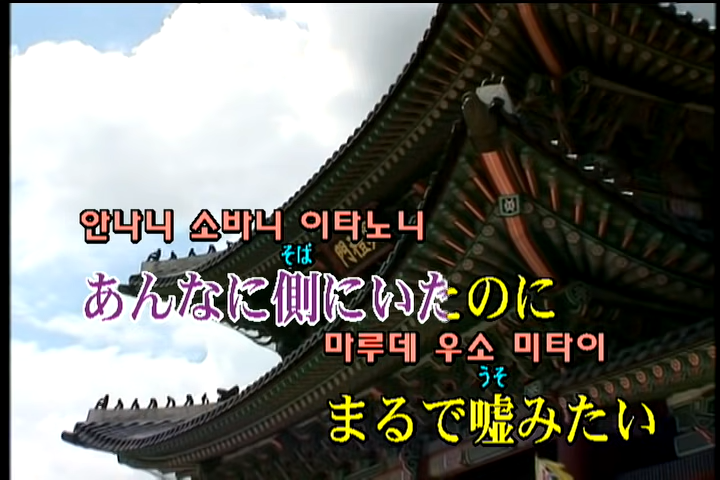 안나니 소바니 이타노니
そば
あんなに側にいたのに
마루데 우소 미타이
うそ
まるで嘘みたい